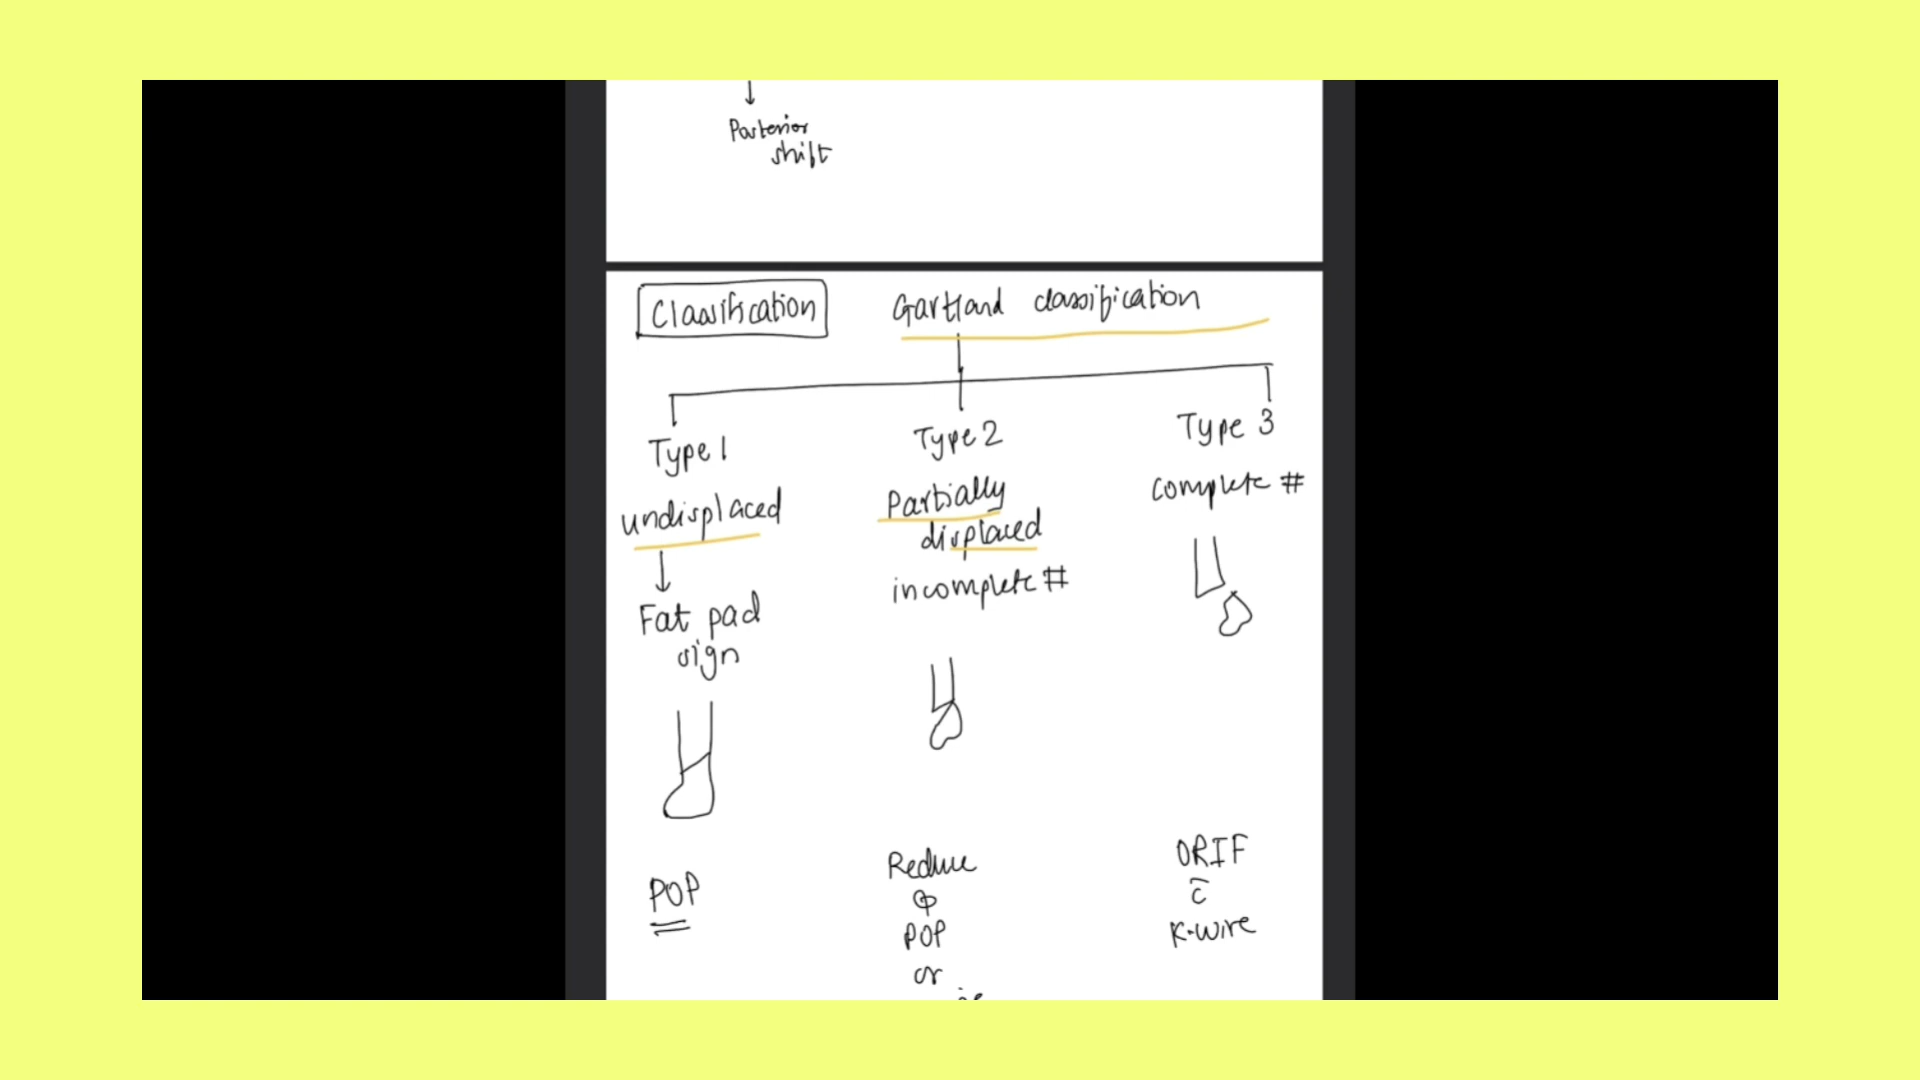 Posterior
shift
Classification
Gartland classification
Type 1
Type 2
Type 3
undisplaced
Partially
displaced
complete #
incomplete #
Fat pad
sign
POP
Reduce
POP
or
ORIF
c̄
K-wire